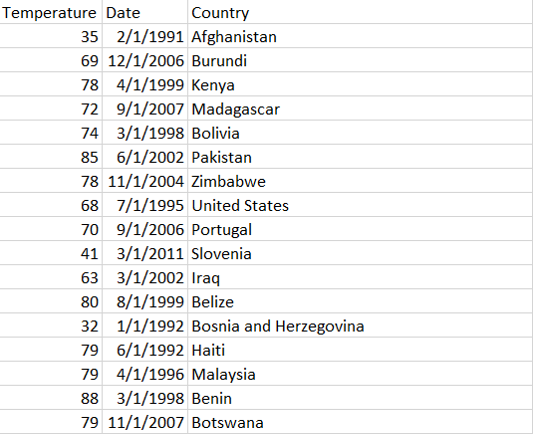 Temperature Date Country
35 2/1/1991 Afghanistan
69 12/1/2006 Burundi
78 4/1/1999 Kenya
72 9/1/2007 Madagascar
74 3/1/1998 Bolivia
85 6/1/2002 Pakistan
78 11/1/2004 Zimbabwe
68 7/1/1995 United States
70 9/1/2006 Portugal
41 3/1/2011 Slovenia
63 3/1/2002 Iraq
80 8/1/1999 Belize
32 1/1/1992 Bosnia and Herzegovina
79 6/1/1992 Haiti
79 4/1/1996 Malaysia
88 3/1/1998 Benin
79 11/1/2007 Botswana